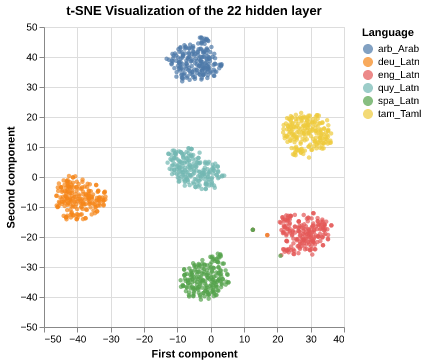 t-SNE Visualization of the 22 hidden layer
Language
arb_Arab
deu_Latn
eng_Latn
quy_Latn
spa_Latn
tam_Taml
Second component
50
40
30
20
10
0
−10
−20
−30
−40
−50
−50 −40 −30 −20 −10 0 10 20 30 40
First component